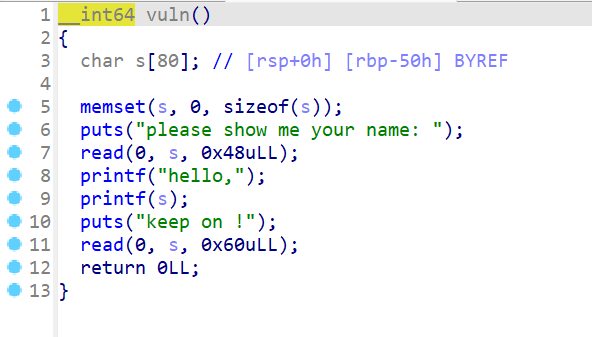 1 __int64 vuln()
2 {
3 char s[80]; // [rsp+0h] [rbp-50h] BYREF
4
5 memset(s, 0, sizeof(s));
6 puts("please show me your name: ");
7 read(0, s, 0x48uLL);
8 printf("hello,");
9 printf(s);
10 puts("keep on !");
11 read(0, s, 0x60uLL);
12 return 0LL;
13 }